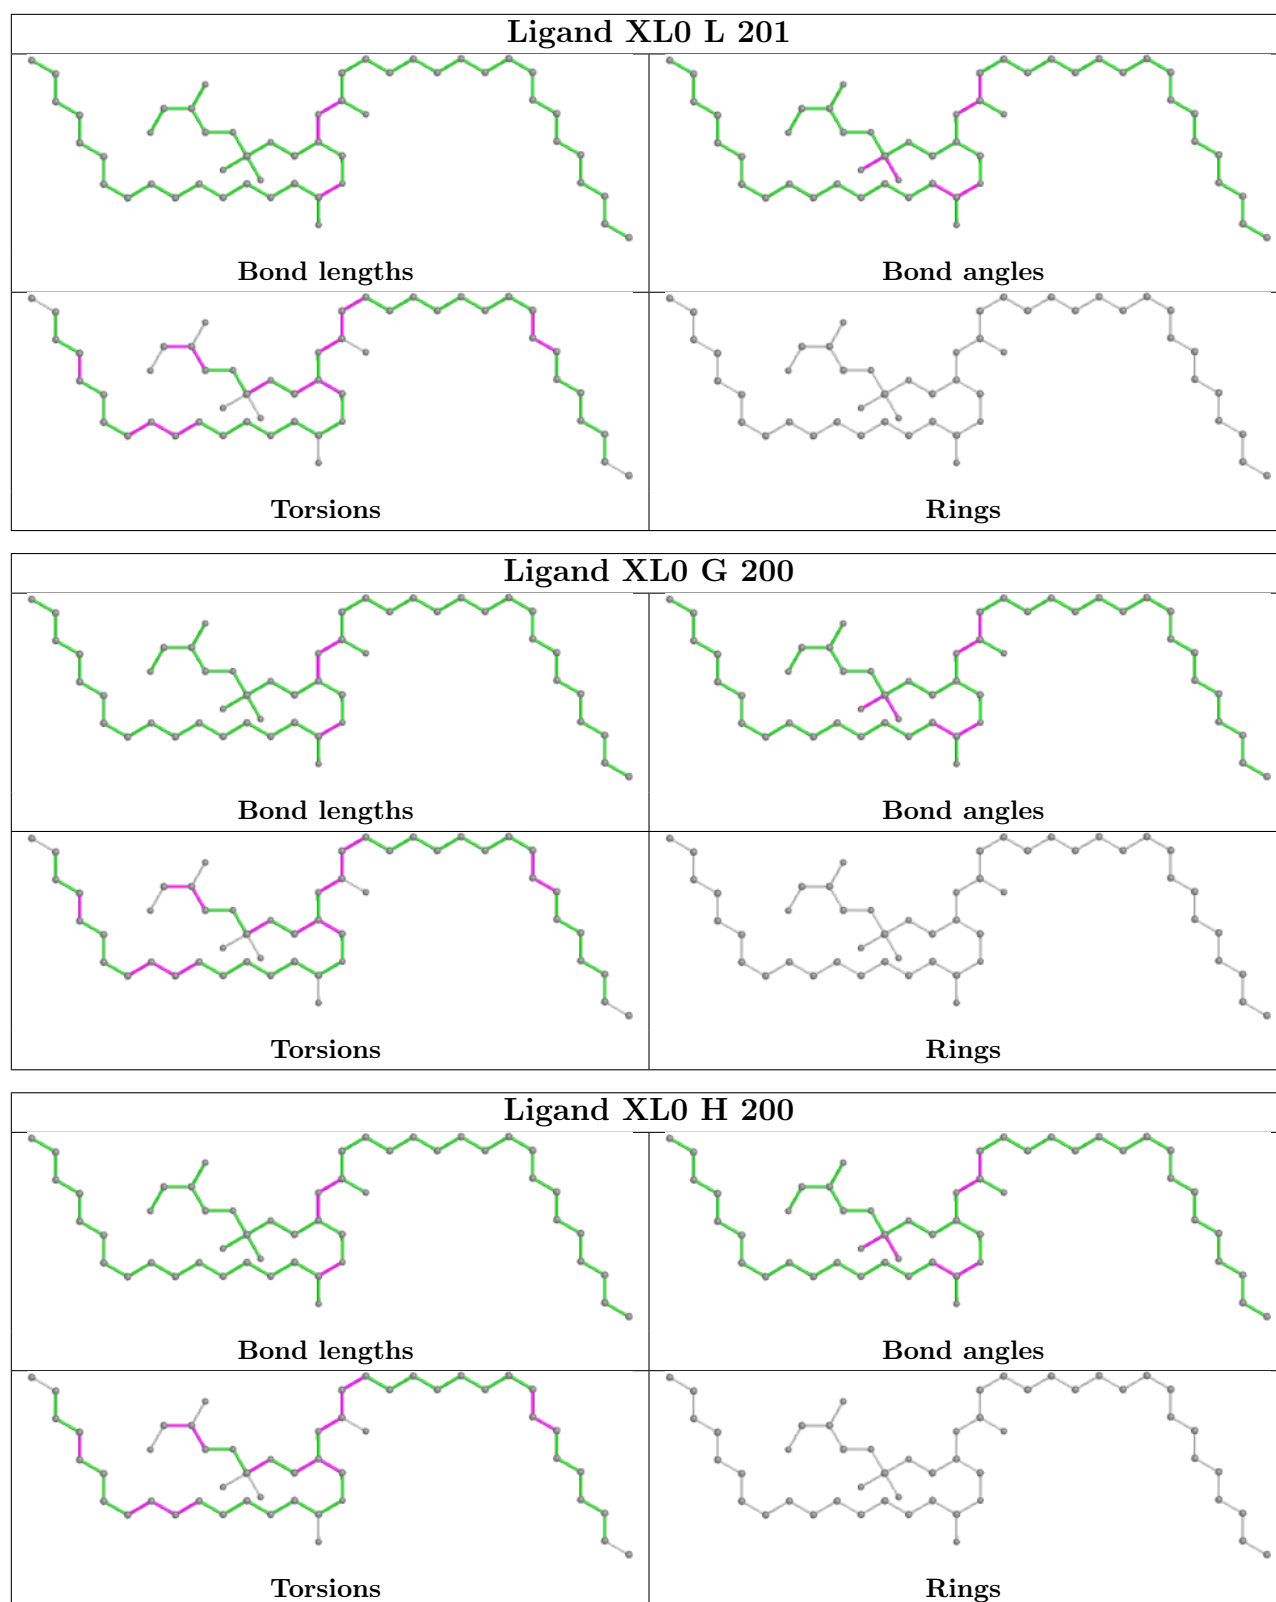 Ligand XL0 L 201
Bond lengths
Bond angles
Torsions
Rings
Ligand XL0 G 200
Bond lengths
Bond angles
Torsions
Rings
Ligand XL0 H 200
Bond lengths
Bond angles
Torsions
Rings